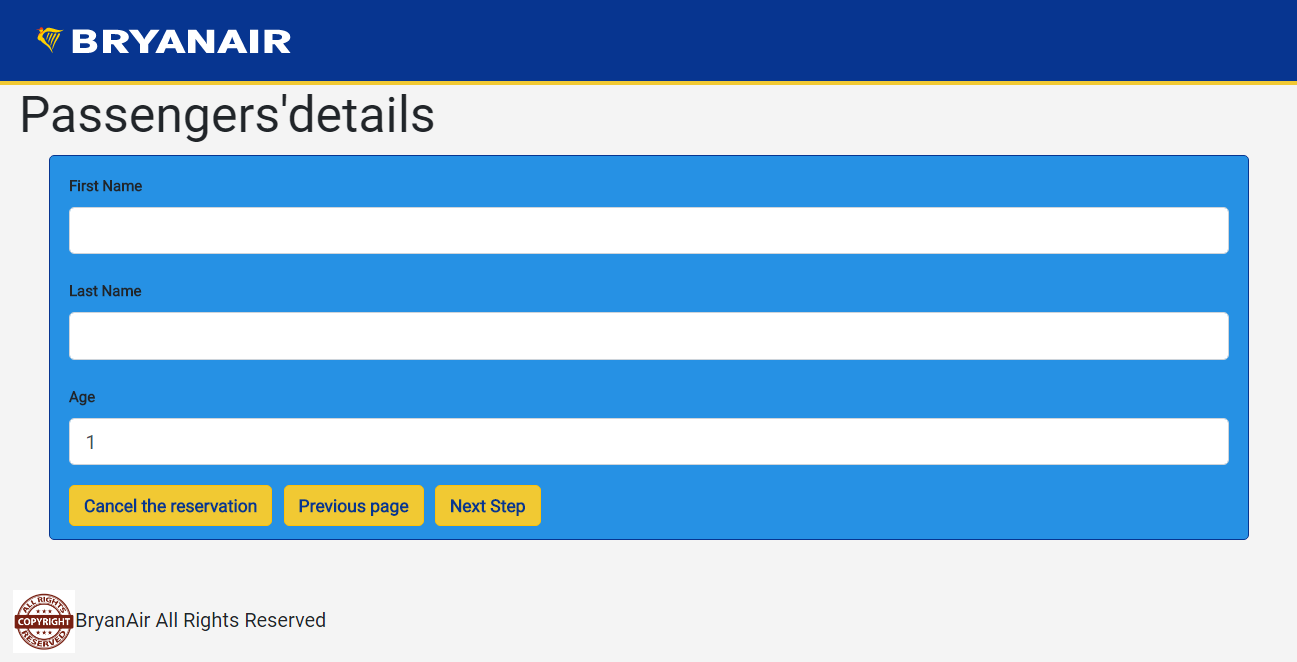 BRYANAIR
Passengers'details
First Name
Last Name
Age
1
Cancel the reservation Previous page Next Step
ALL RIGHTS
COPYRIGHT
RESERVED
BryanAir All Rights Reserved